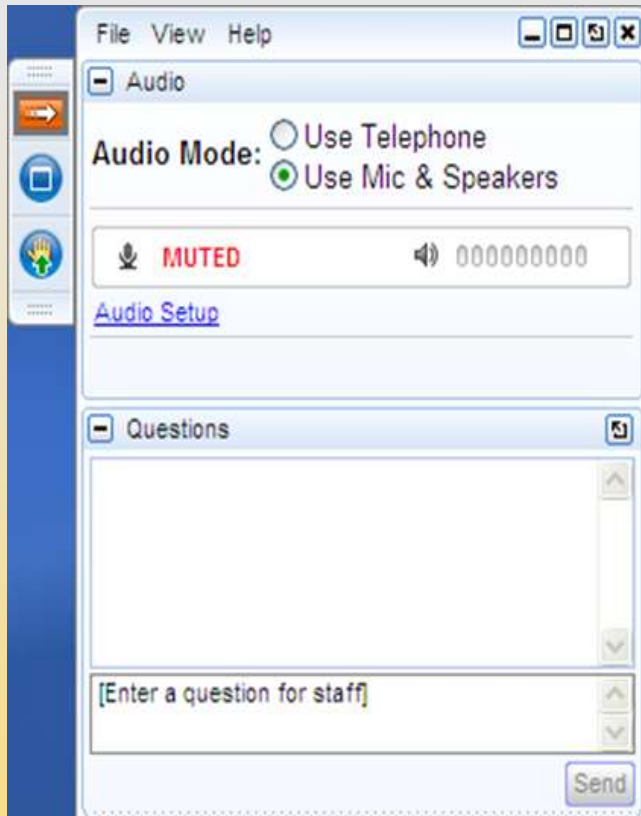 File View Help
Audio
Audio Mode:
Use Telephone
Use Mic & Speakers
MUTED 000000000
Audio Setup
Questions
[Enter a question for staff]
Send